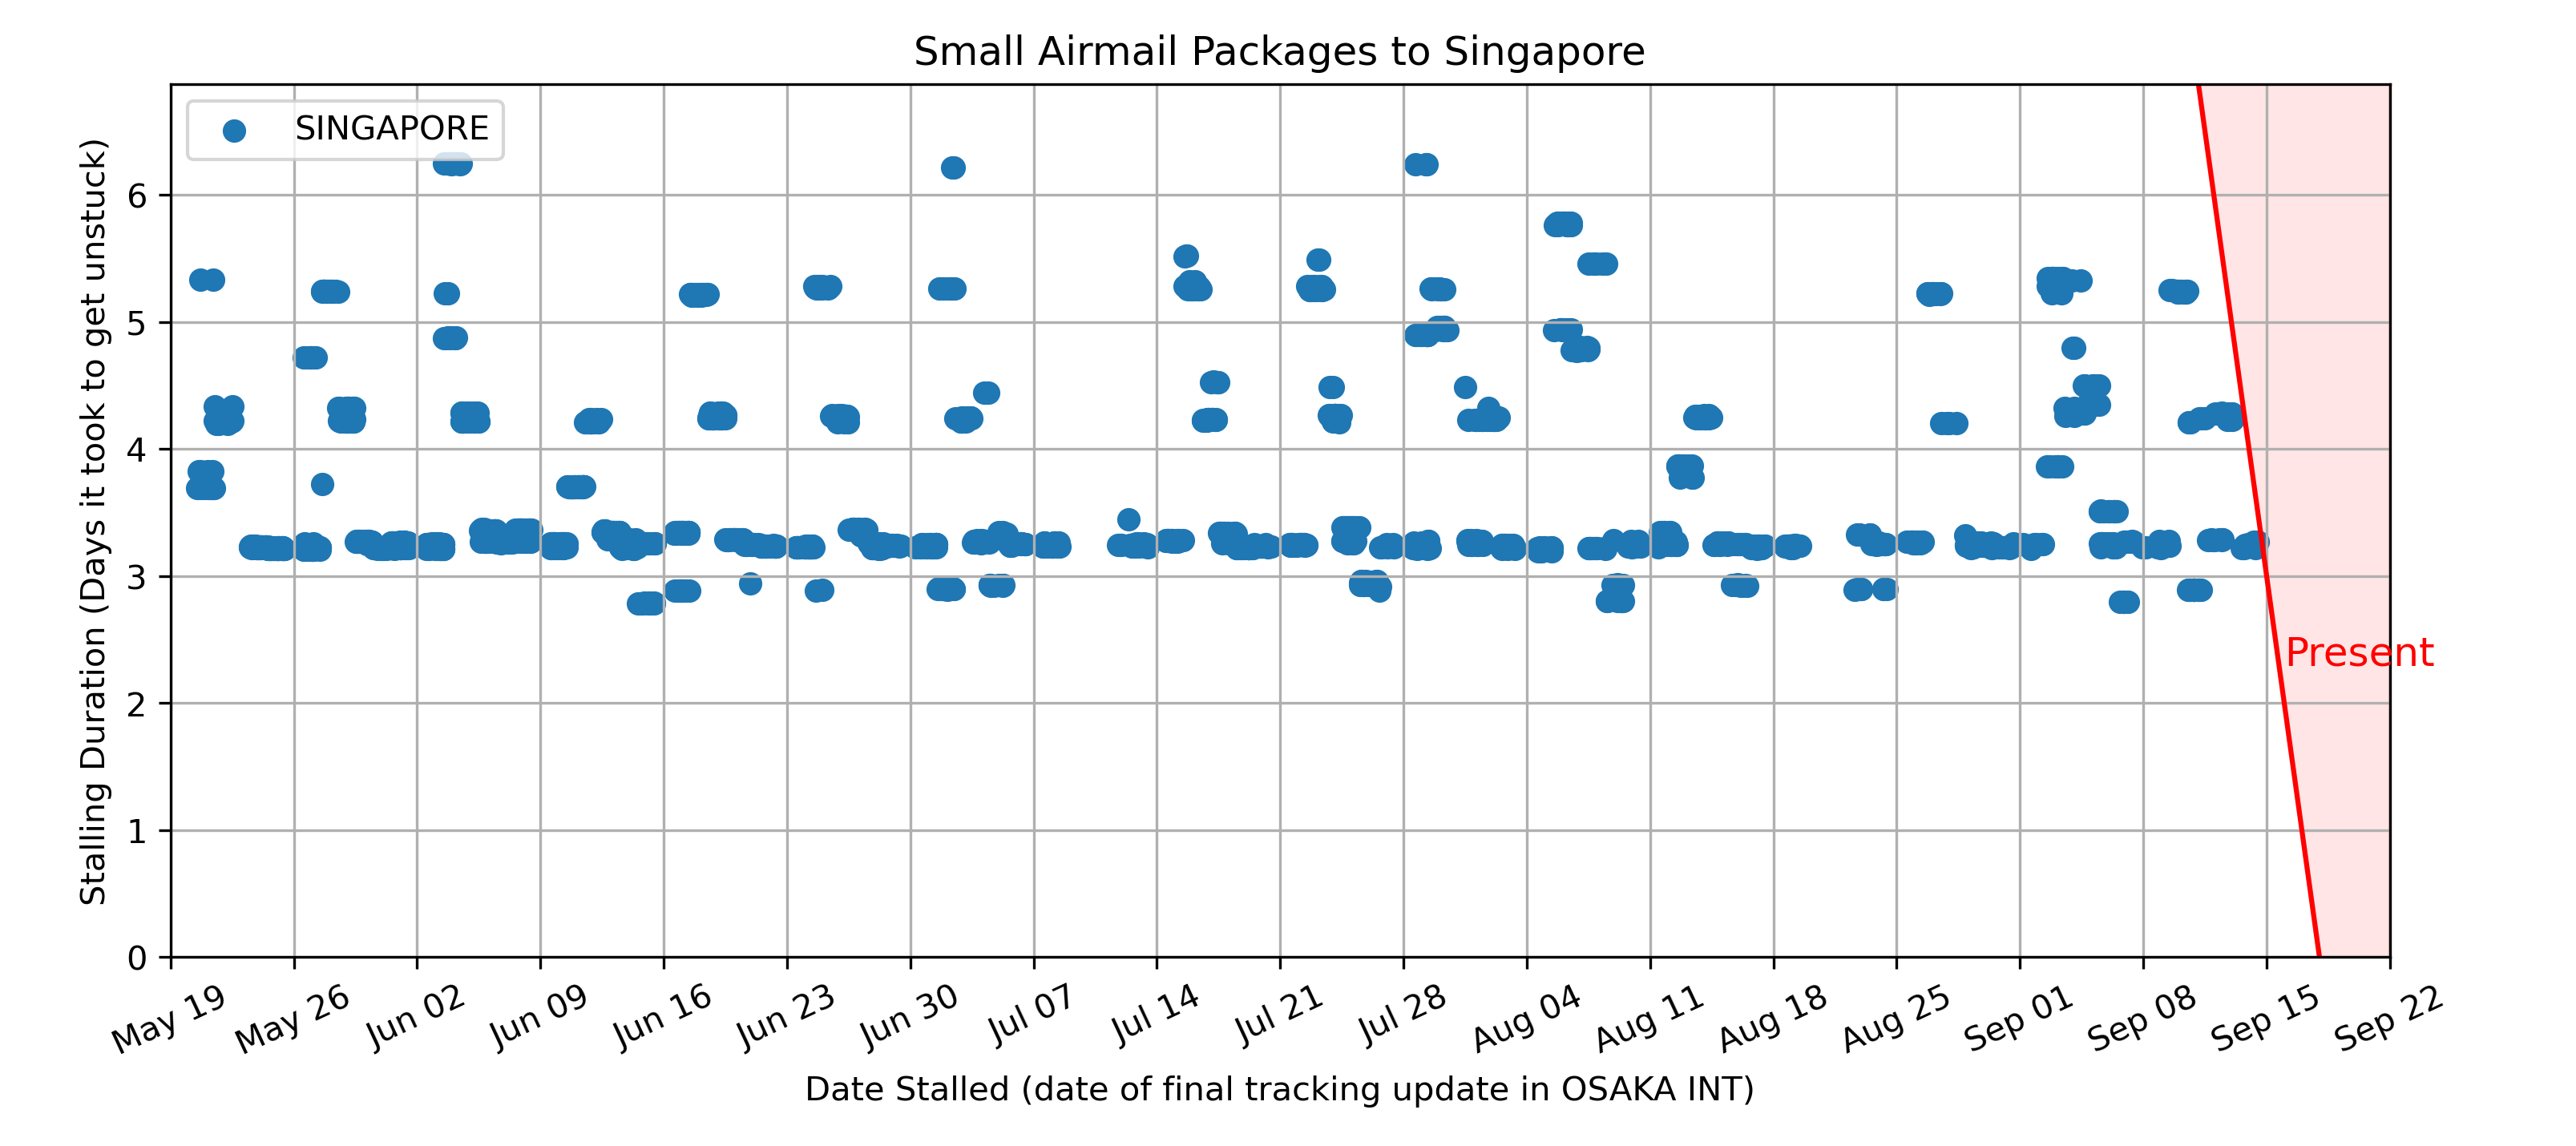 Small Airmail Packages to Singapore
SINGAPORE
Stalling Duration (Days it took to get unstuck)
6
5
4
3
2
1
0
Present
May 19
May 26
Jun 02
Jun 09
Jun 16
Jun 23
Jun 30
Jul 07
Jul 14
Jul 21
Jul 28
Aug 04
Aug 11
Aug 18
Aug 25
Sep 01
Sep 08
Sep 15
Sep 22
Date Stalled (date of final tracking update in OSAKA INT)